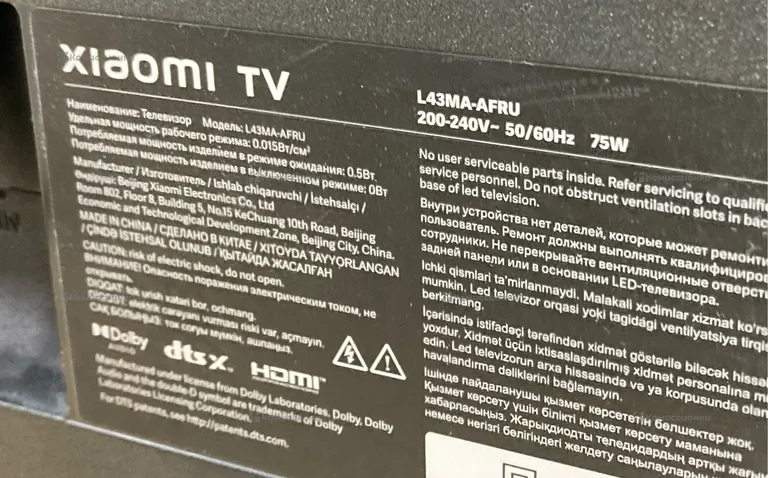 xiaomi TV
Наименование: Телевизор Модель: L43MA-AFRU
Удельная мощность рабочего режима: 0.015Вт/см²
Потребляемая мощность изделием в режиме ожидания: 0.5Вт
Потребляемая мощность изделием в выключенном режиме: 0Вт
Manufacturer / Изготовитель / Ishlab chiqaruvchi / İstehsalçı /
Өндіруші: Beijing Xiaomi Electronics Co., Ltd
Room 802, Floor 8, Building 5, No.15 KeChuang 10th Road, Beijing
Economic and Technological Development Zone, Beijing City, China.
MADE IN CHINA / СДЕЛАНО В КИТАЕ / XITOYDA TAYYORLANGAN
/ ÇİNDƏ İSTEHSAL OLUNUB / ҚЫТАЙДА ЖАСАЛҒАН
CAUTION: risk of electric shock, do not open.
ВНИМАНИЕ! Опасность поражения электрическим током, не
открывать.
DIQQAT: tok urish xatari bor, ochmang.
elektrik cərəyanı vurması riski var, açmayın.
САҚ БОЛЫҢЫЗ: ток соғуы мүмкін, ашпаңыз.
Dolby
AUDIO
dts X
HDMI
Manufactured under license from Dolby Laboratories. Dolby, Dolby
Audio and the double-D symbol are trademarks of Dolby
Laboratories Licensing Corporation.
For DTS patents, see http://patents.dts.com.
L43MA-AFRU
200-240V~ 50/60Hz 75W
No user serviceable parts inside. Refer servicing to qualifie
service personnel. Do not obstruct ventilation slots in bac
base of led television.
Внутри устройства нет деталей, которые может ремонти
пользователь. Ремонт должны выполнять квалифициров
сотрудники. Не перекрывайте вентиляционные отверст
задней панели или в основании LED-телевизора.
Ichki qismlari ta'mirlanmaydi. Malakali xodimlar xizmat ko'rs
mumkin. Led televizor orqasi yoki tagidagi ventilyatsiya tirqis
berkitmang.
İçərisində istifadəçi tərəfindən xidmət göstərilə biləcək hissəl
yoxdur. Xidmət üçün ixtisaslaşdırılmış xidmət personalına m
edin. Led televizorun arxa hissəsində və ya korpusunda olan
havalandırma dəliklərini bağlamayın.
Ішінде пайдаланушы қызмет көрсететін бөлшектер жоқ.
Қызмет көрсету үшін білікті қызмет көрсету маманына
хабарласыңыз. Жарықдиодты теледидардың артқы жағын
немесе негізгі бөлігіндегі желдету саңылауларын